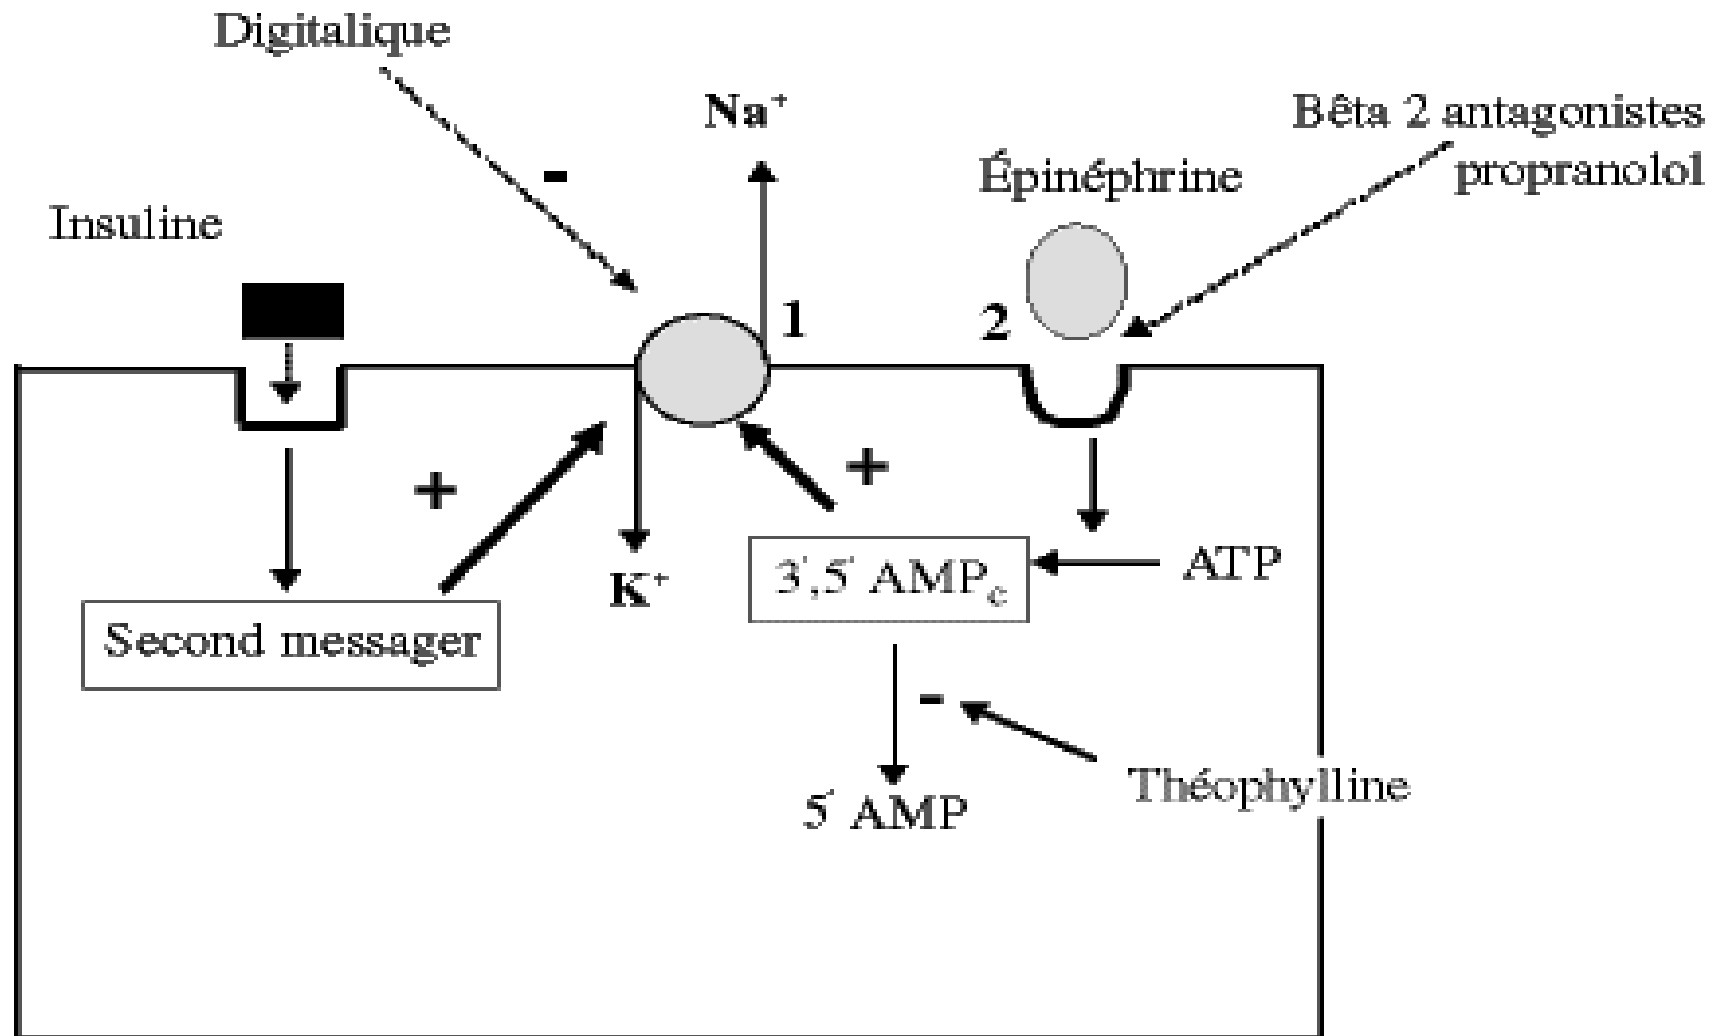 Digitalique
Na⁺
Bêta 2 antagonistes
propranolol
Épinéphrine
-
Insuline
1
2
+
+
K⁺
3',5' AMPc
ATP
Second messager
-
Théophylline
5' AMP